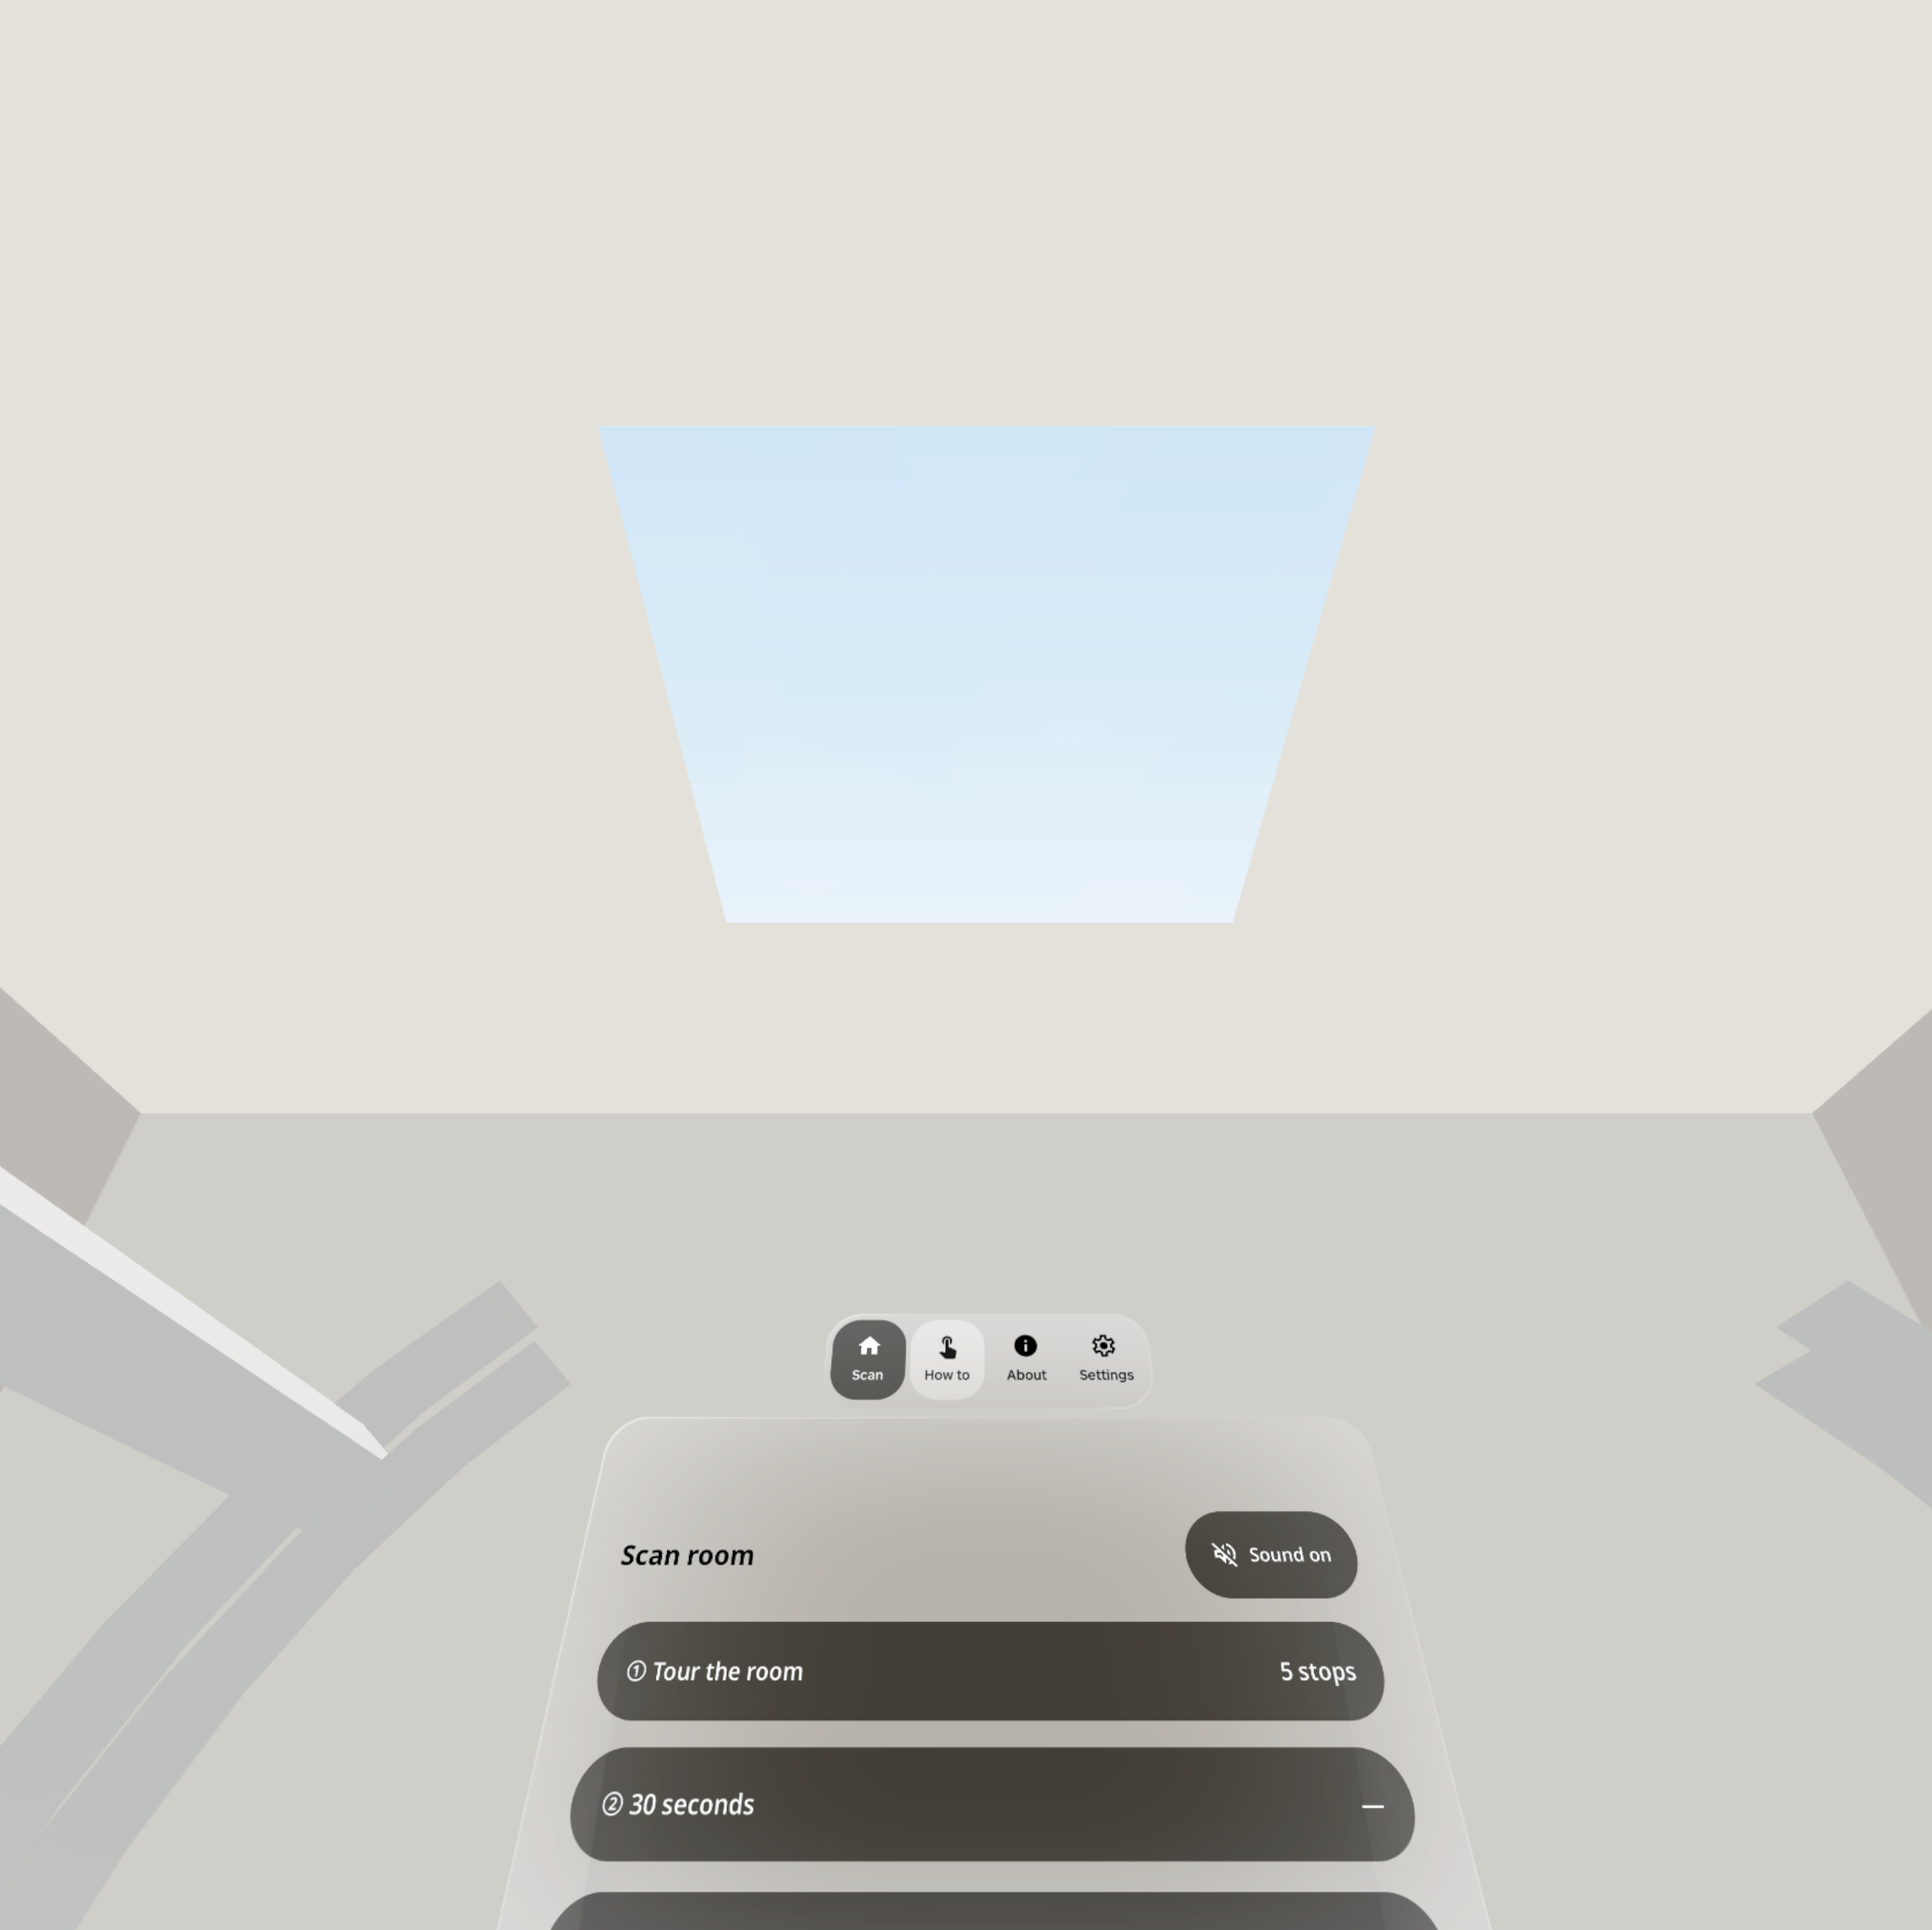 Scan How to About Settings
Scan room Sound on
① Tour the room 5 stops
② 30 seconds —